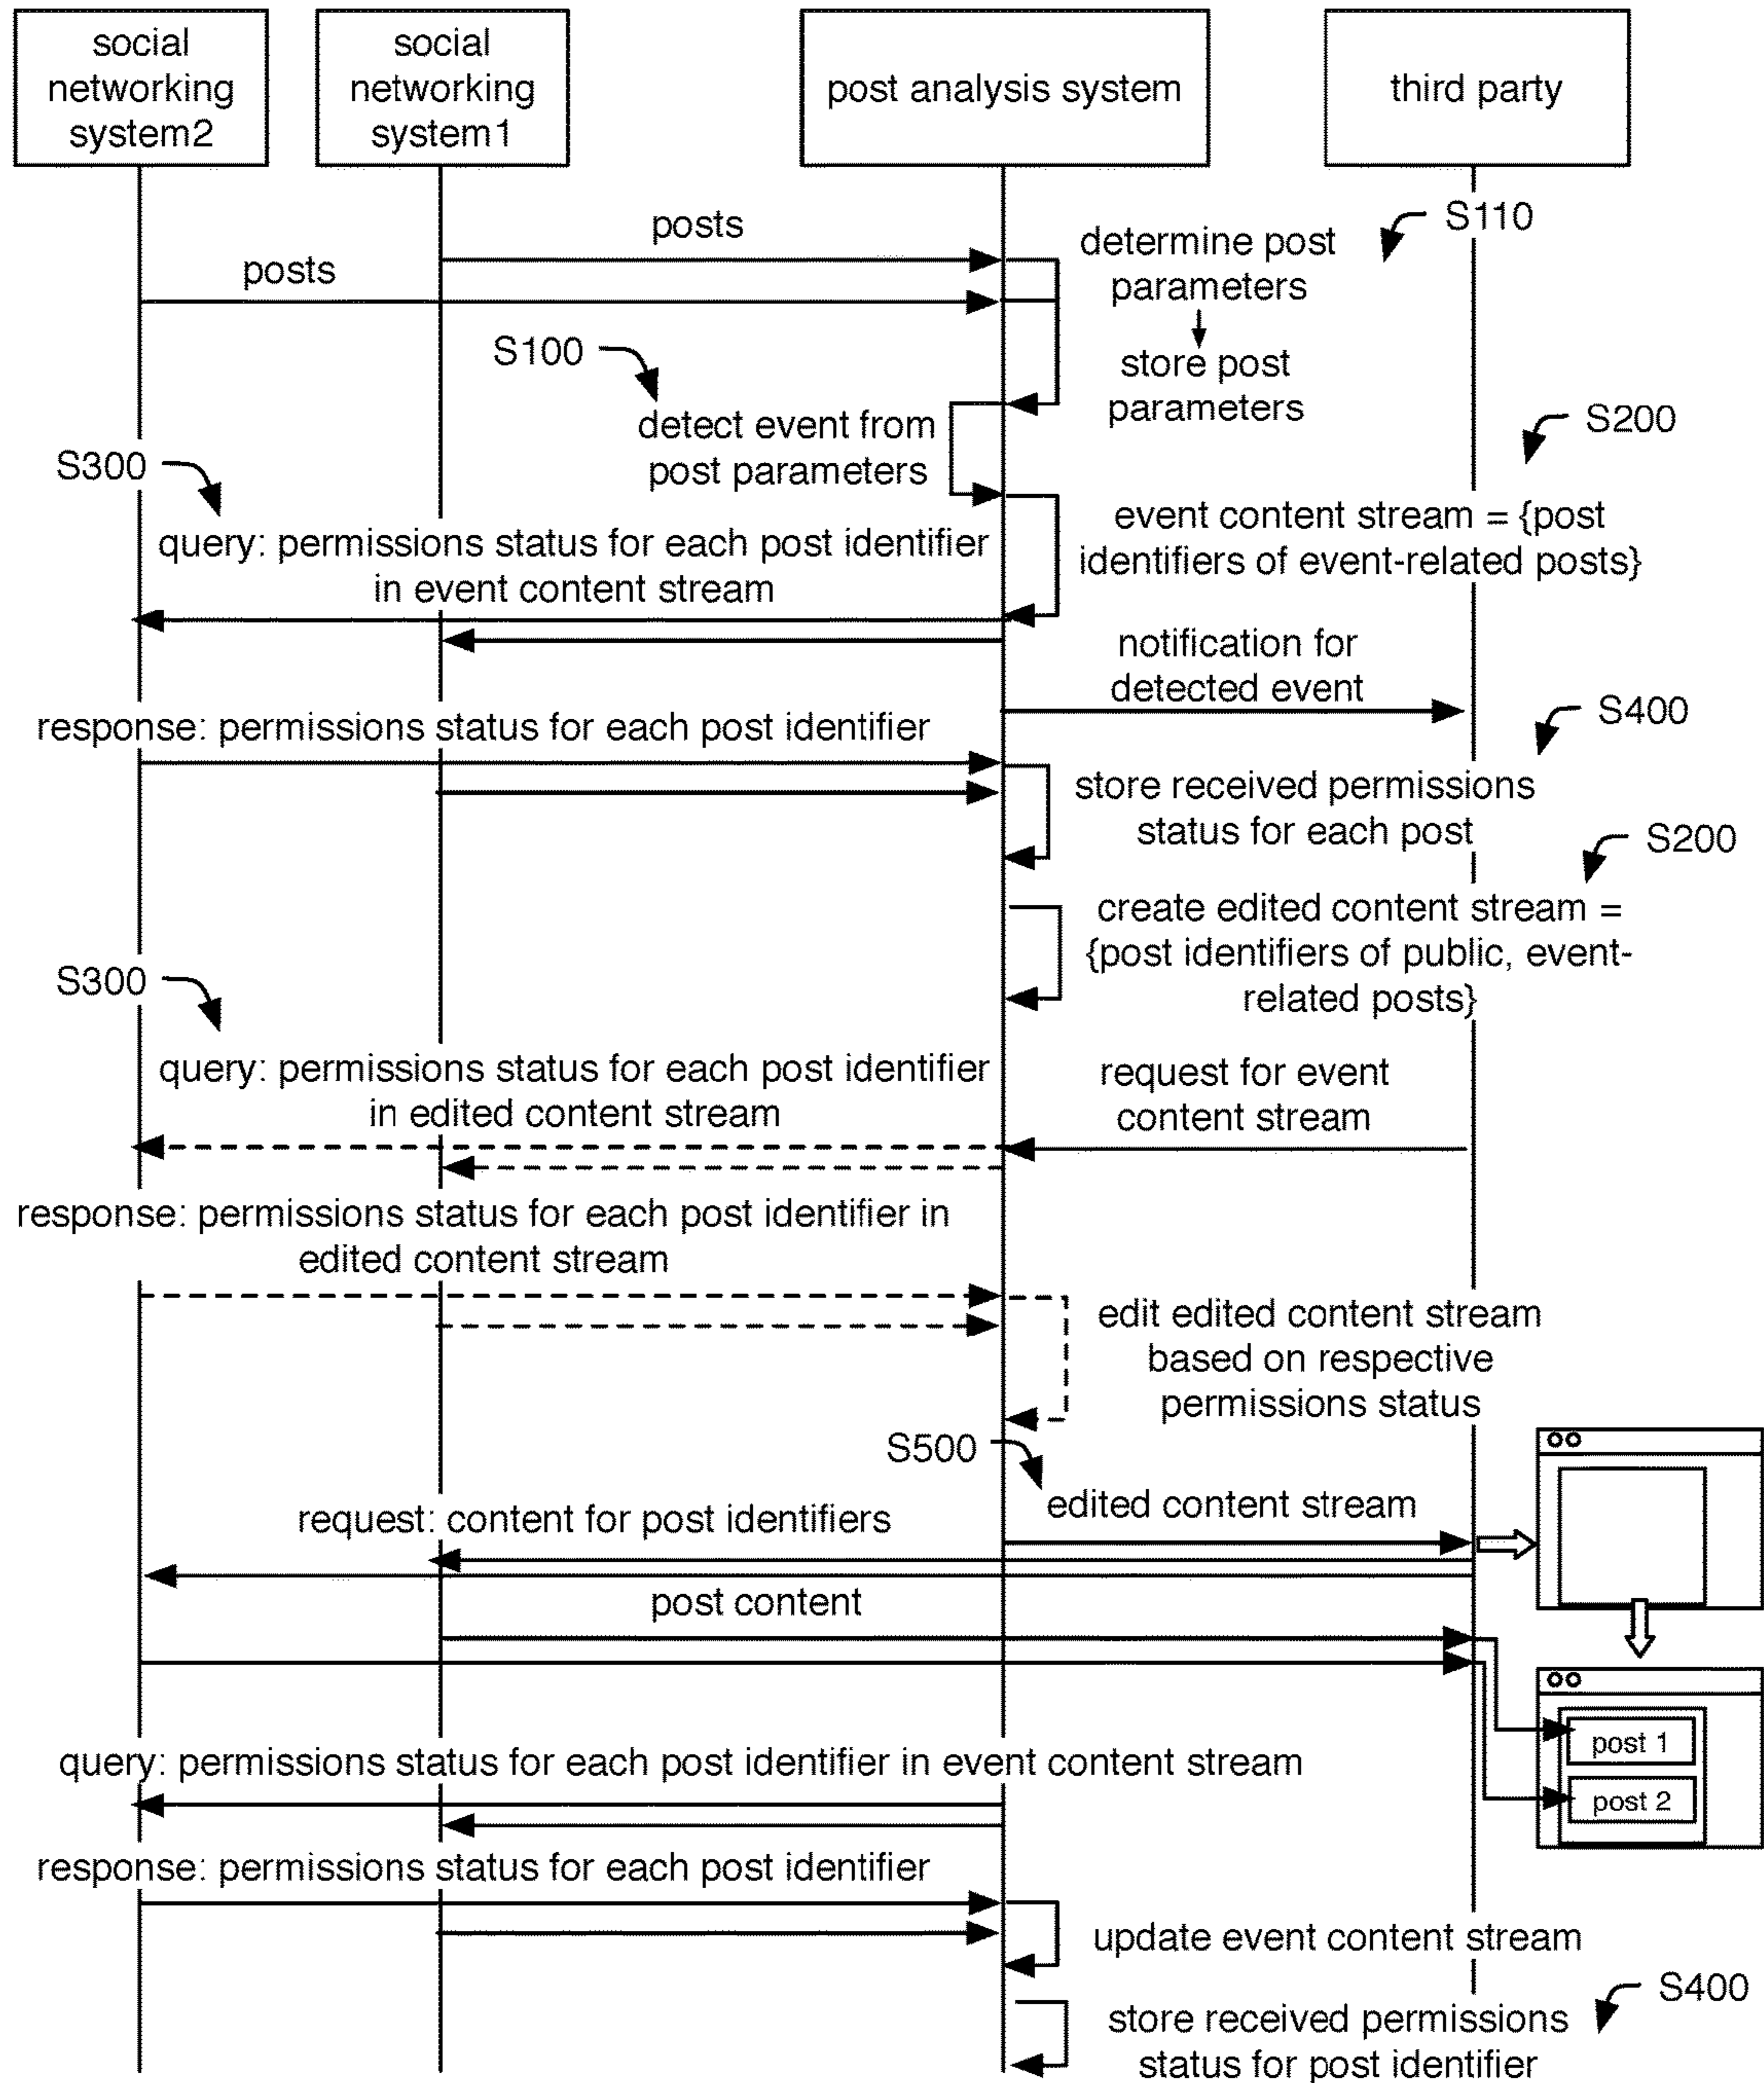 social
networking
system2
social
networking
system1
post analysis system
third party
posts
posts
S110
determine post
parameters
store post
parameters
S100
detect event from
post parameters
S200
S300
event content stream = {post
identifiers of event-related posts}
query: permissions status for each post identifier
in event content stream
notification for
detected event
response: permissions status for each post identifier
S400
store received permissions
status for each post
S200
create edited content stream =
{post identifiers of public, event-
related posts}
S300
query: permissions status for each post identifier
in edited content stream
request for event
content stream
response: permissions status for each post identifier in
edited content stream
edit edited content stream
based on respective
permissions status
S500
edited content stream
request: content for post identifiers
post content
post 1
post 2
query: permissions status for each post identifier in event content stream
response: permissions status for each post identifier
update event content stream
S400
store received permissions
status for post identifier